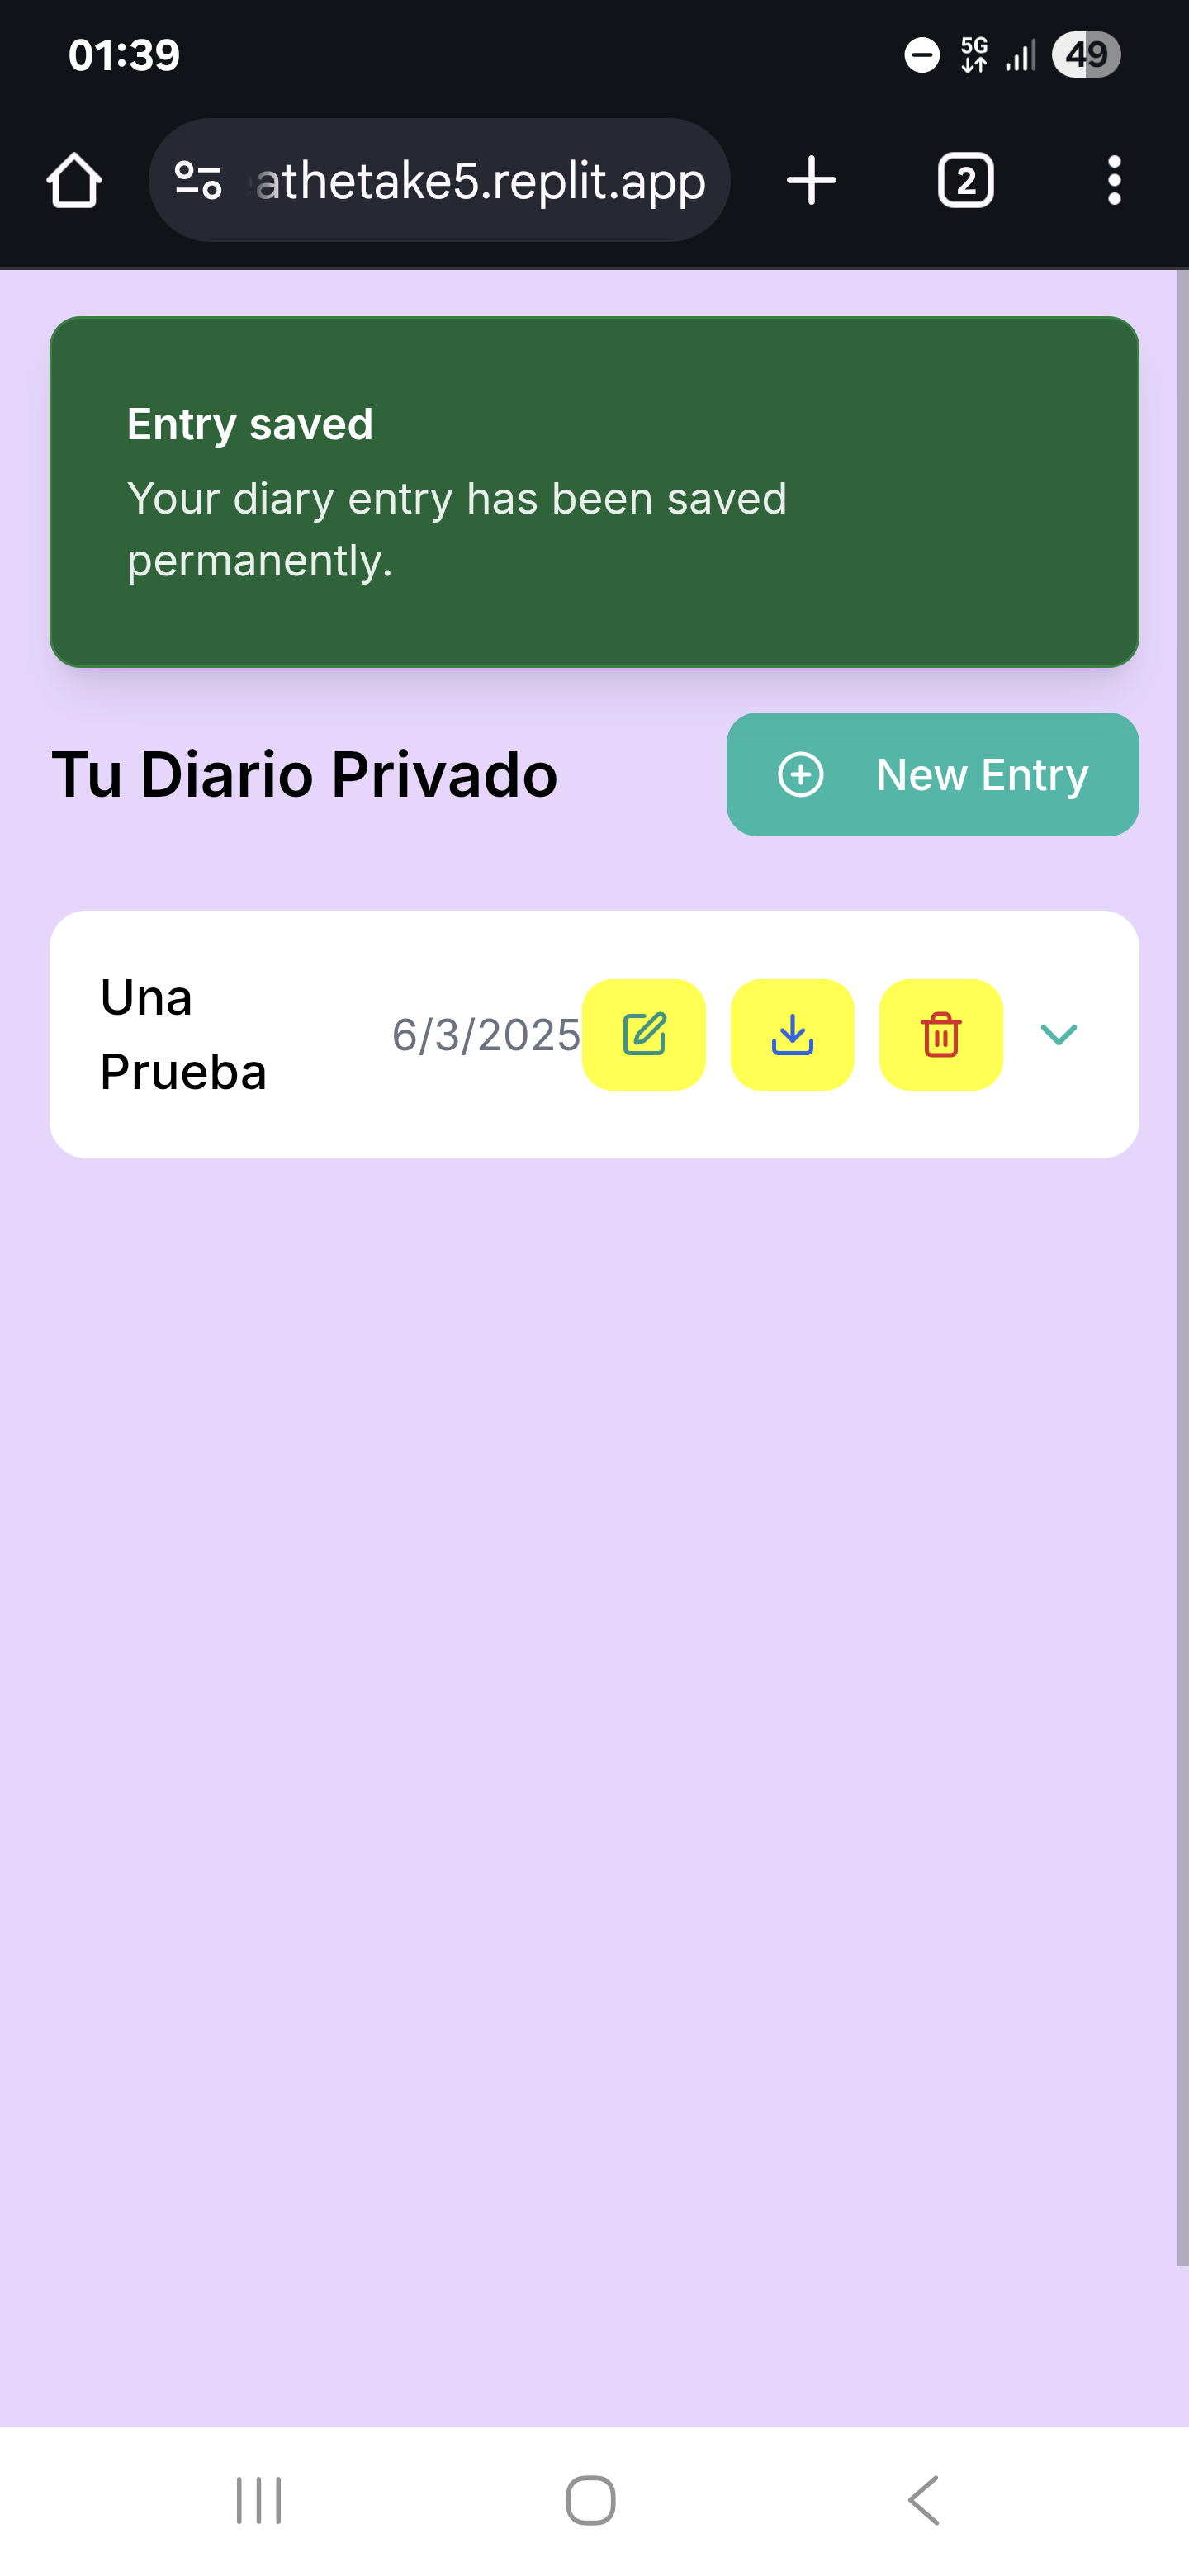 01:39
5G
49
athetake5.replit.app
2
Entry saved
Your diary entry has been saved
permanently.
Tu Diario Privado
New Entry
Una
Prueba
6/3/2025